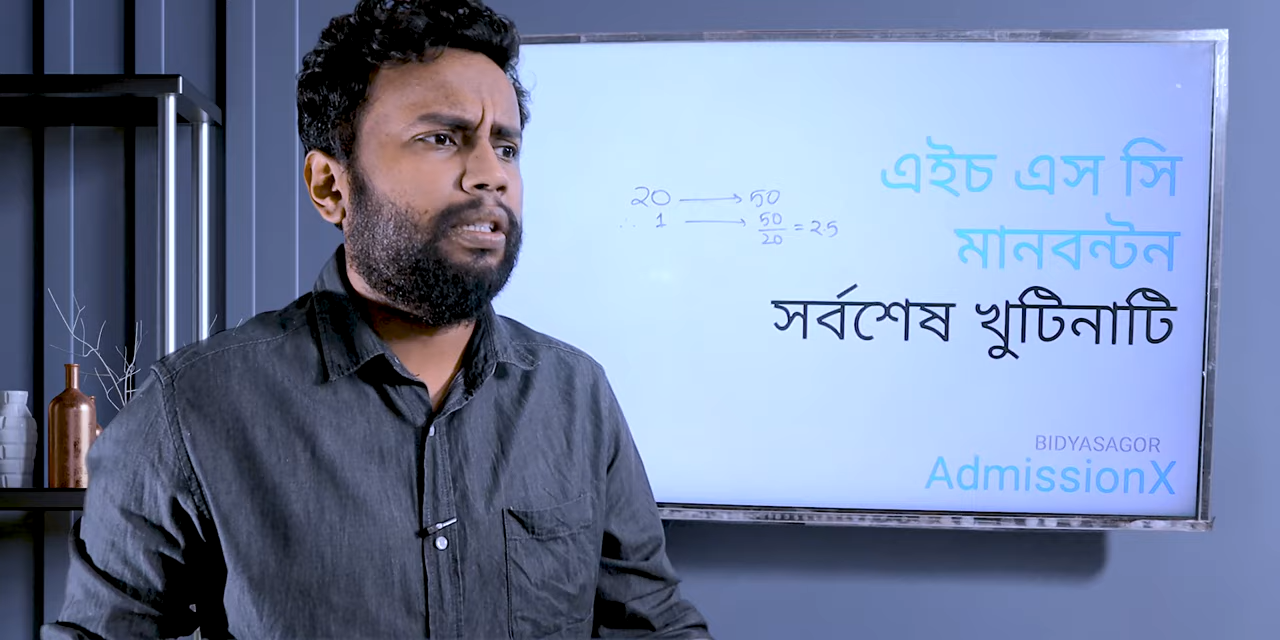 20 → 50
∴ 1 → 50/20 = 2.5
এইচ এস সি
মানবন্টন
সর্বশেষ খুটিনাটি
BIDYASAGOR
AdmissionX